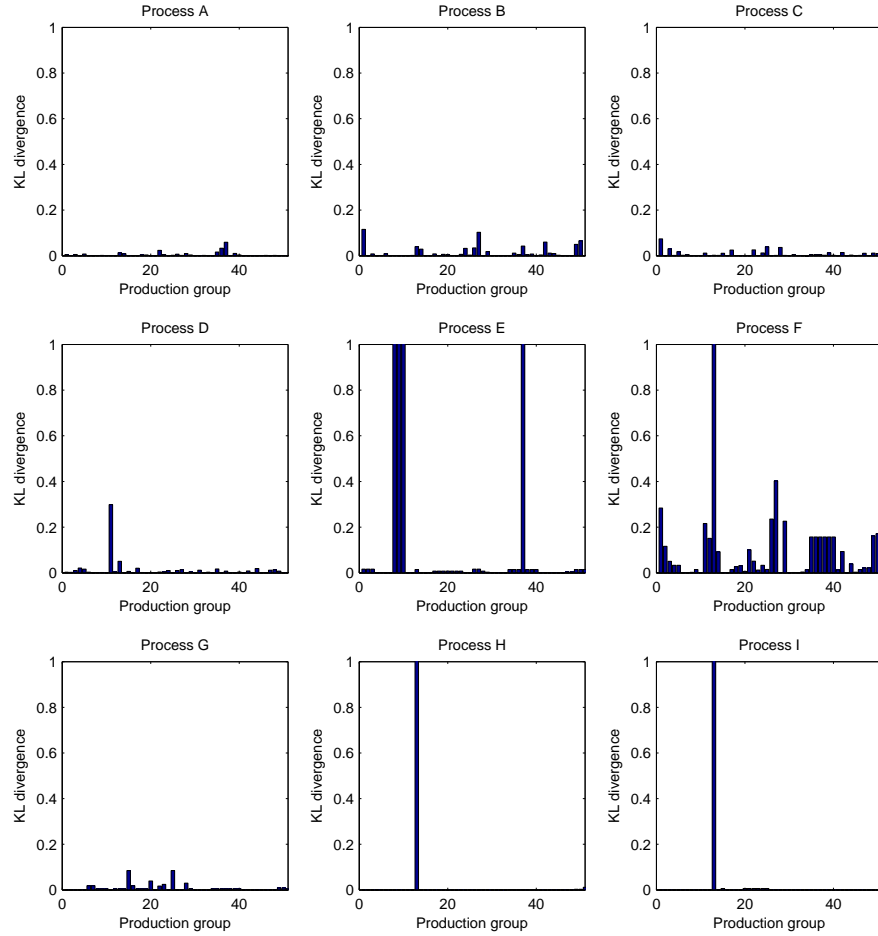 Process A
1
0.8
0.6
0.4
0.2
0
KL divergence
0 20 40
Production group
Process B
1
0.8
0.6
0.4
0.2
0
KL divergence
0 20 40
Production group
Process C
1
0.8
0.6
0.4
0.2
0
KL divergence
0 20 40
Production group
Process D
1
0.8
0.6
0.4
0.2
0
KL divergence
0 20 40
Production group
Process E
1
0.8
0.6
0.4
0.2
0
KL divergence
0 20 40
Production group
Process F
1
0.8
0.6
0.4
0.2
0
KL divergence
0 20 40
Production group
Process G
1
0.8
0.6
0.4
0.2
0
KL divergence
0 20 40
Production group
Process H
1
0.8
0.6
0.4
0.2
0
KL divergence
0 20 40
Production group
Process I
1
0.8
0.6
0.4
0.2
0
KL divergence
0 20 40
Production group